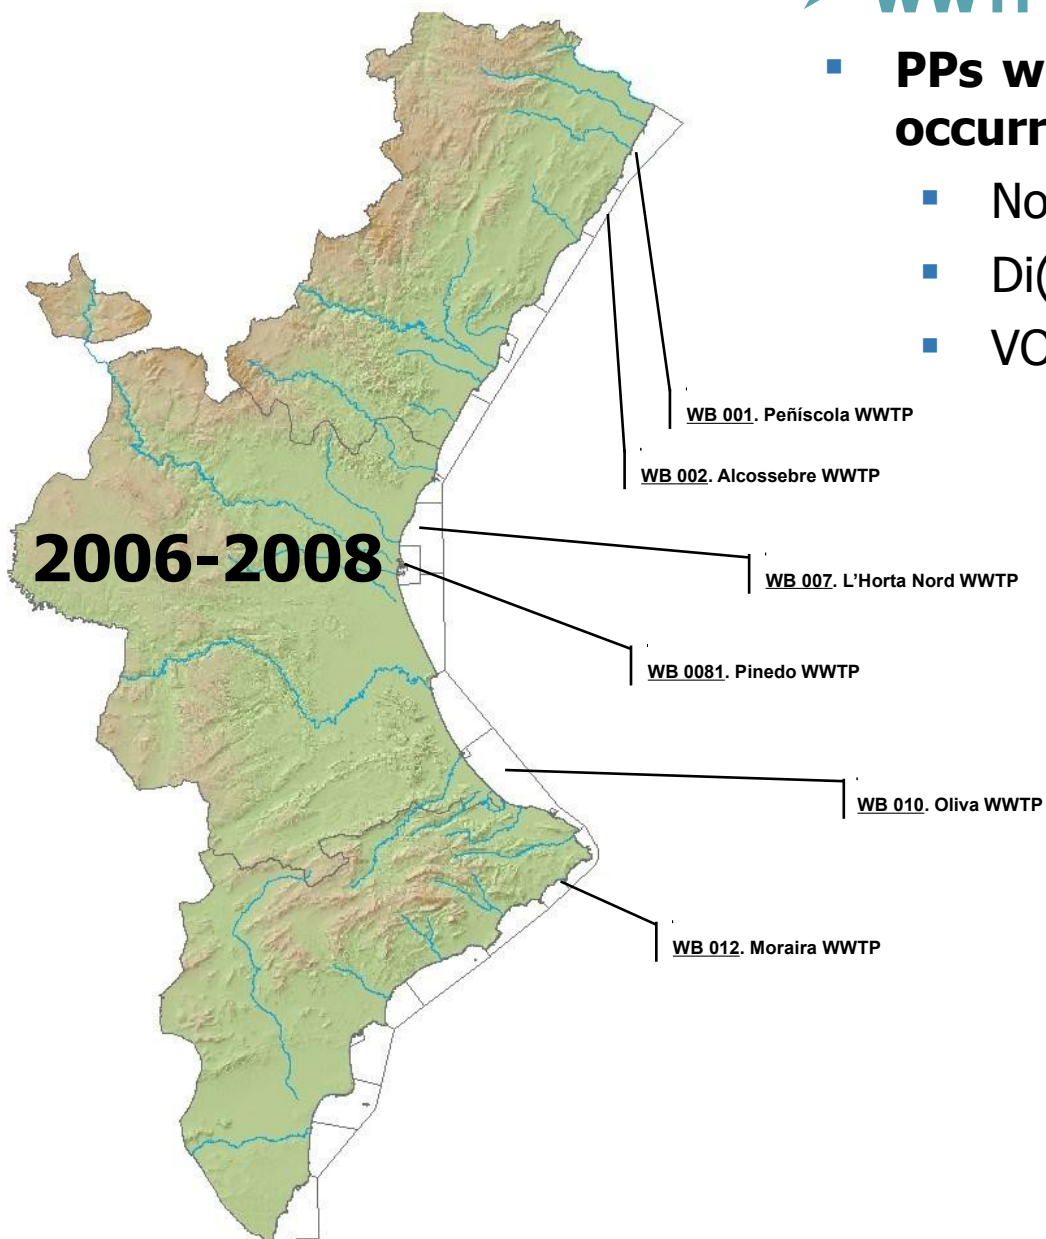 PPs
No
Di(
VO
WB 001. Peñíscola WWTP
WB 002. Alcossebre WWTP
2006-2008
WB 007. L'Horta Nord WWTP
WB 0081. Pinedo WWTP
WB 010. Oliva WWTP
WB 012. Moraira WWTP